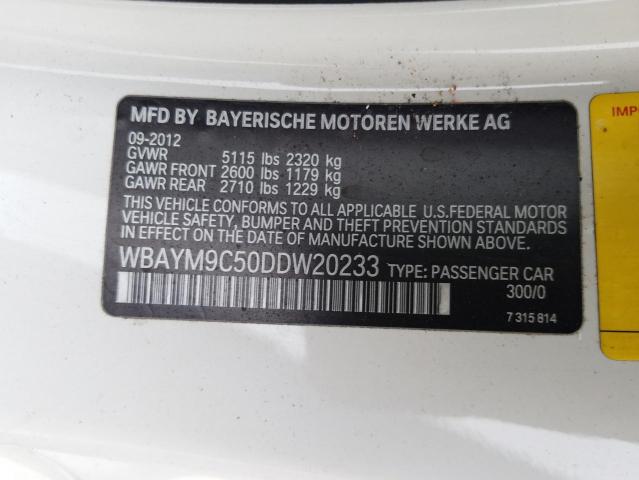 MFD BY BAYERISCHE MOTOREN WERKE AG
09-2012
GVWR 5115 lbs 2320 kg
GAWR FRONT 2600 lbs 1179 kg
GAWR REAR 2710 lbs 1229 kg
THIS VEHICLE CONFORMS TO ALL APPLICABLE U.S.FEDERAL MOTOR
VEHICLE SAFETY, BUMPER AND THEFT PREVENTION STANDARDS
IN EFFECT ON THE DATE OF MANUFACTURE SHOWN ABOVE.
WBAYM9C50DDW20233 TYPE: PASSENGER CAR
300/0
7 315 814
IMP